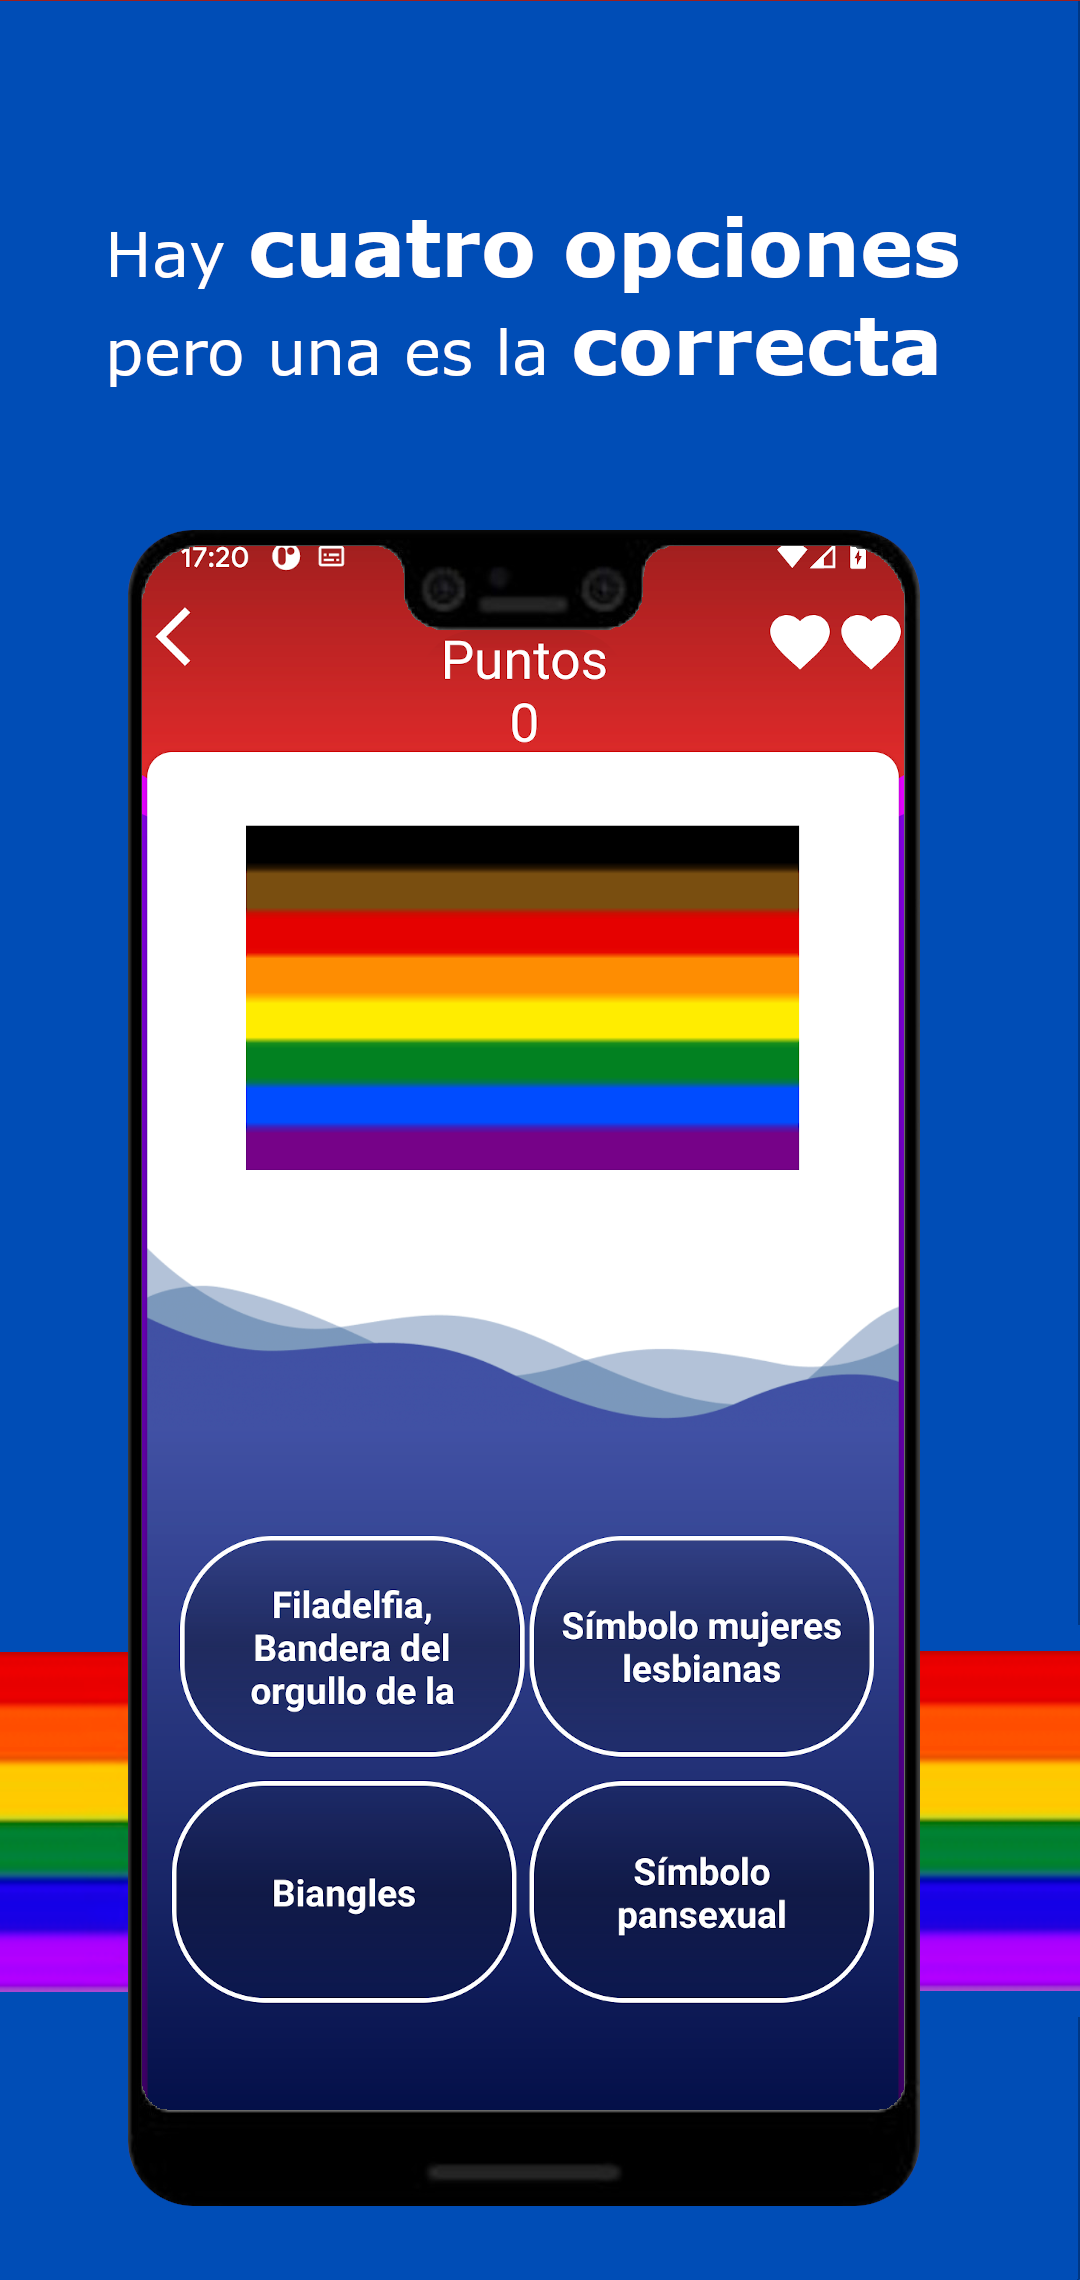 Hay cuatro opciones
pero una es la correcta
17:20
Puntos
0
Filadelfia,
Bandera del
orgullo de la
Símbolo mujeres
lesbianas
Biangles
Símbolo
pansexual